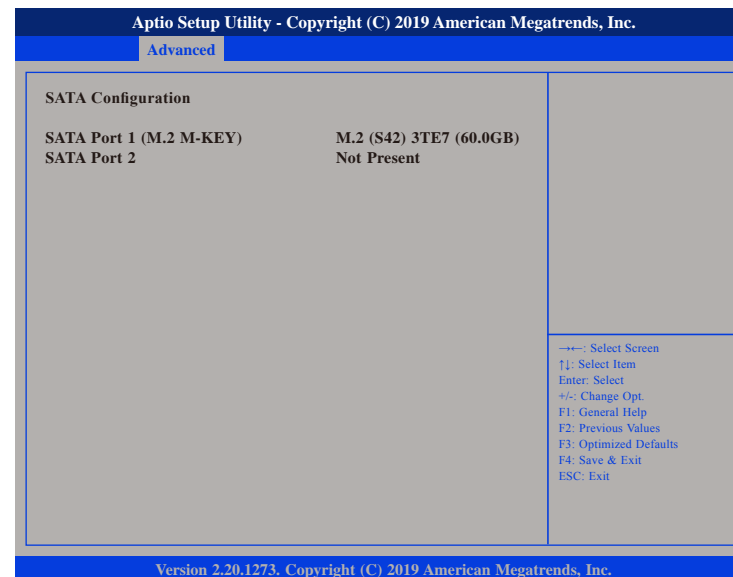 Aptio Setup Utility - Copyright (C) 2019 American Megatrends, Inc.
Advanced
SATA Configuration
SATA Port 1 (M.2 M-KEY) M.2 (S42) 3TE7 (60.0GB)
SATA Port 2 Not Present
→←: Select Screen
↑↓: Select Item
Enter: Select
+/-: Change Opt.
F1: General Help
F2: Previous Values
F3: Optimized Defaults
F4: Save & Exit
ESC: Exit
Version 2.20.1273. Copyright (C) 2019 American Megatrends, Inc.